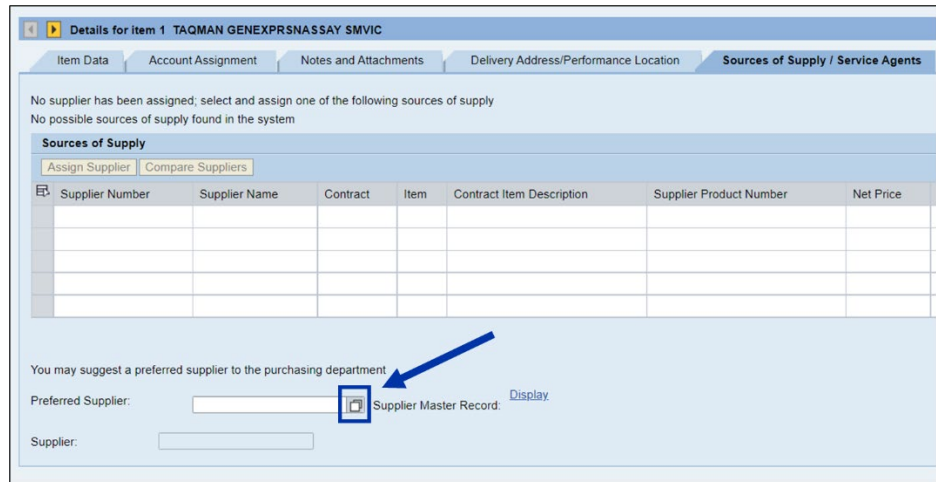 Details for item 1 TAQMAN GENEXPRSNASSAY SMVIC
Item Data Account Assignment Notes and Attachments Delivery Address/Performance Location Sources of Supply / Service Agents
No supplier has been assigned; select and assign one of the following sources of supply
No possible sources of supply found in the system
Sources of Supply
Assign Supplier Compare Suppliers
Supplier Number Supplier Name Contract Item Contract Item Description Supplier Product Number Net Price
You may suggest a preferred supplier to the purchasing department
Preferred Supplier: Supplier Master Record: Display
Supplier: